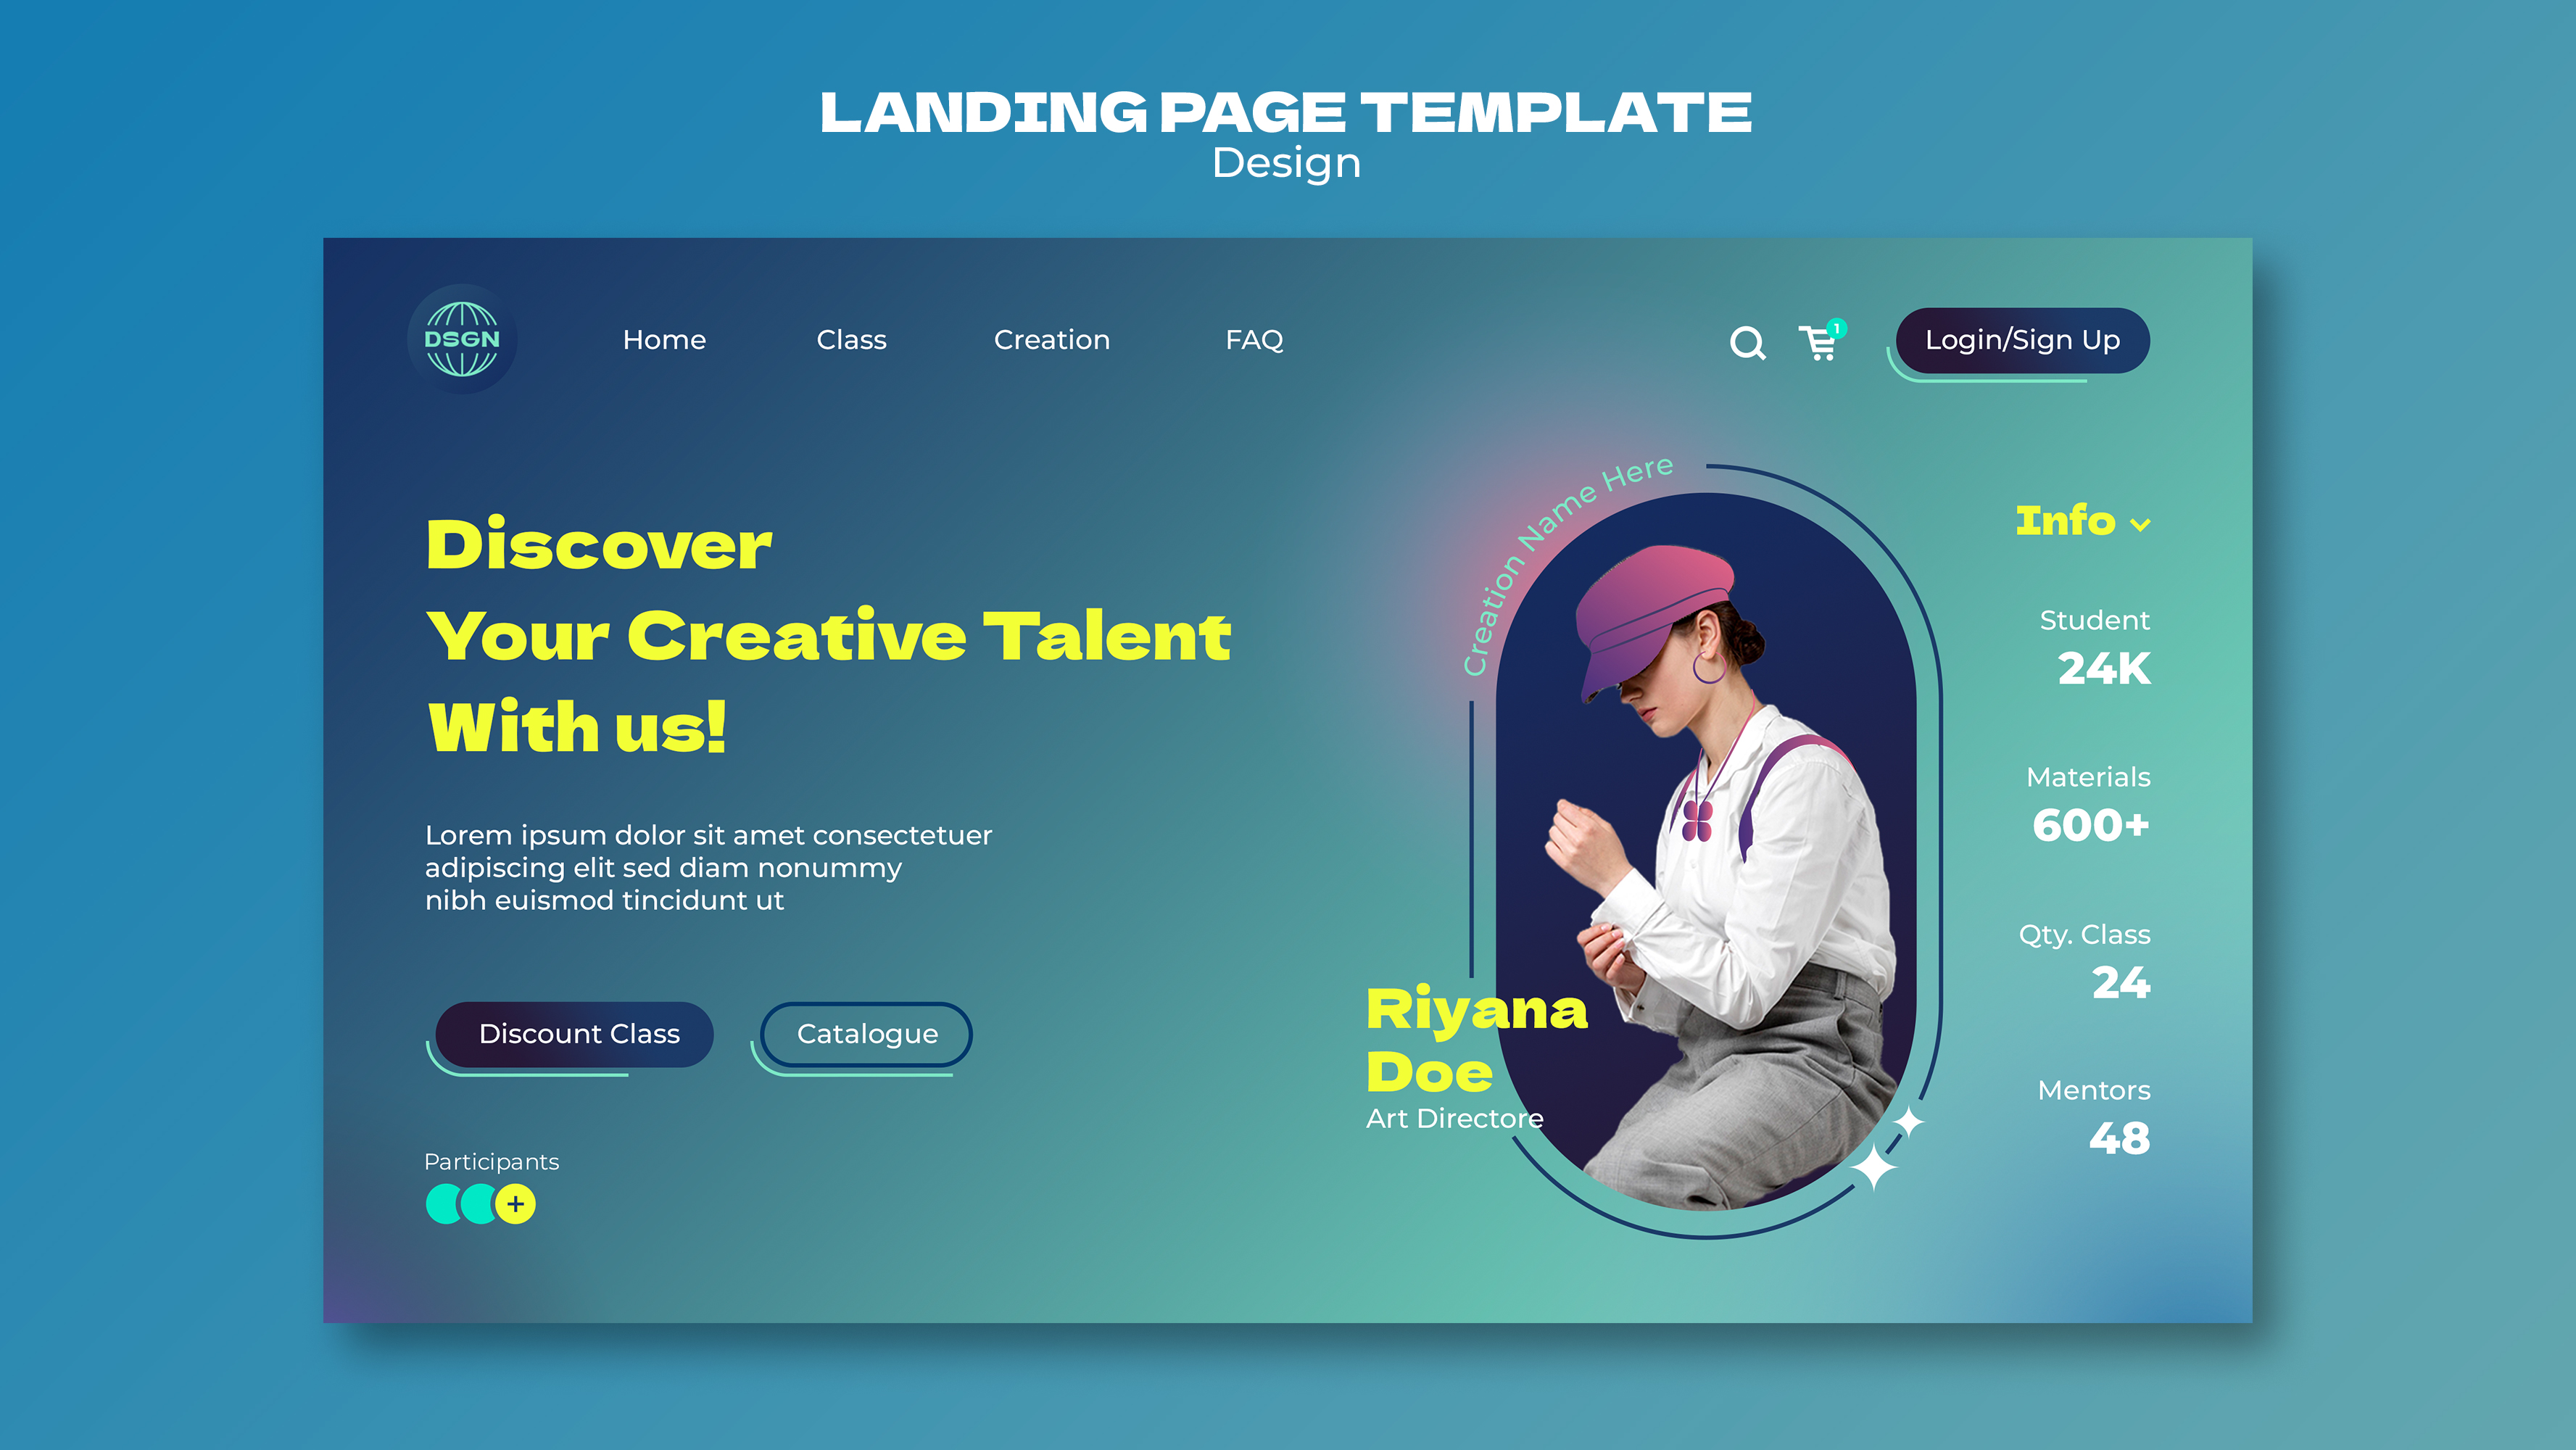 LANDING PAGE TEMPLATE
Design
DSGN
Home
Class
Creation
FAQ
1
Login/Sign Up
Discover
Your Creative Talent
With us!
Lorem ipsum dolor sit amet consectetuer
adipiscing elit sed diam nonummy
nibh euismod tincidunt ut
Discount Class
Catalogue
Participants
+
Creation Name Here
Riyana
Doe
Art Directore
Info
Student
24K
Materials
600+
Qty. Class
24
Mentors
48